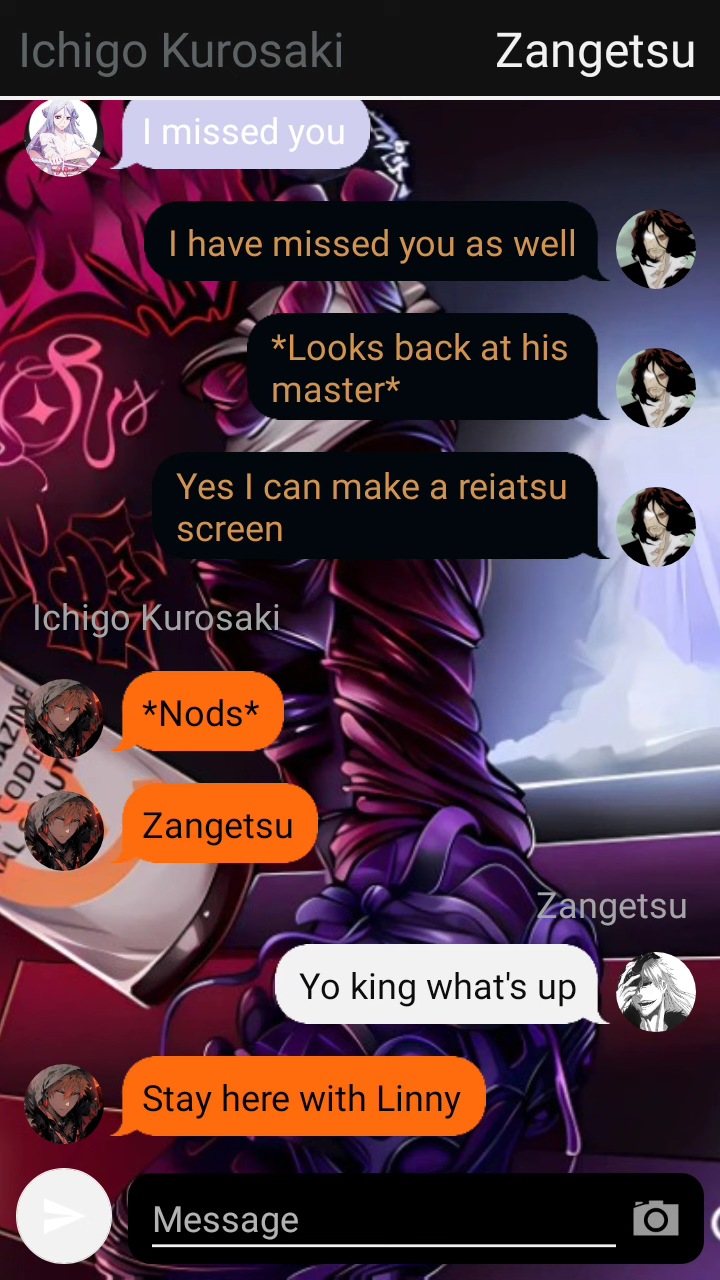 Ichigo Kurosaki Zangetsu
I missed you
I have missed you as well
*Looks back at his
master*
Yes I can make a reiatsu
screen
Ichigo Kurosaki
*Nods*
Zangetsu
Zangetsu
Yo king what's up
Stay here with Linny
Message